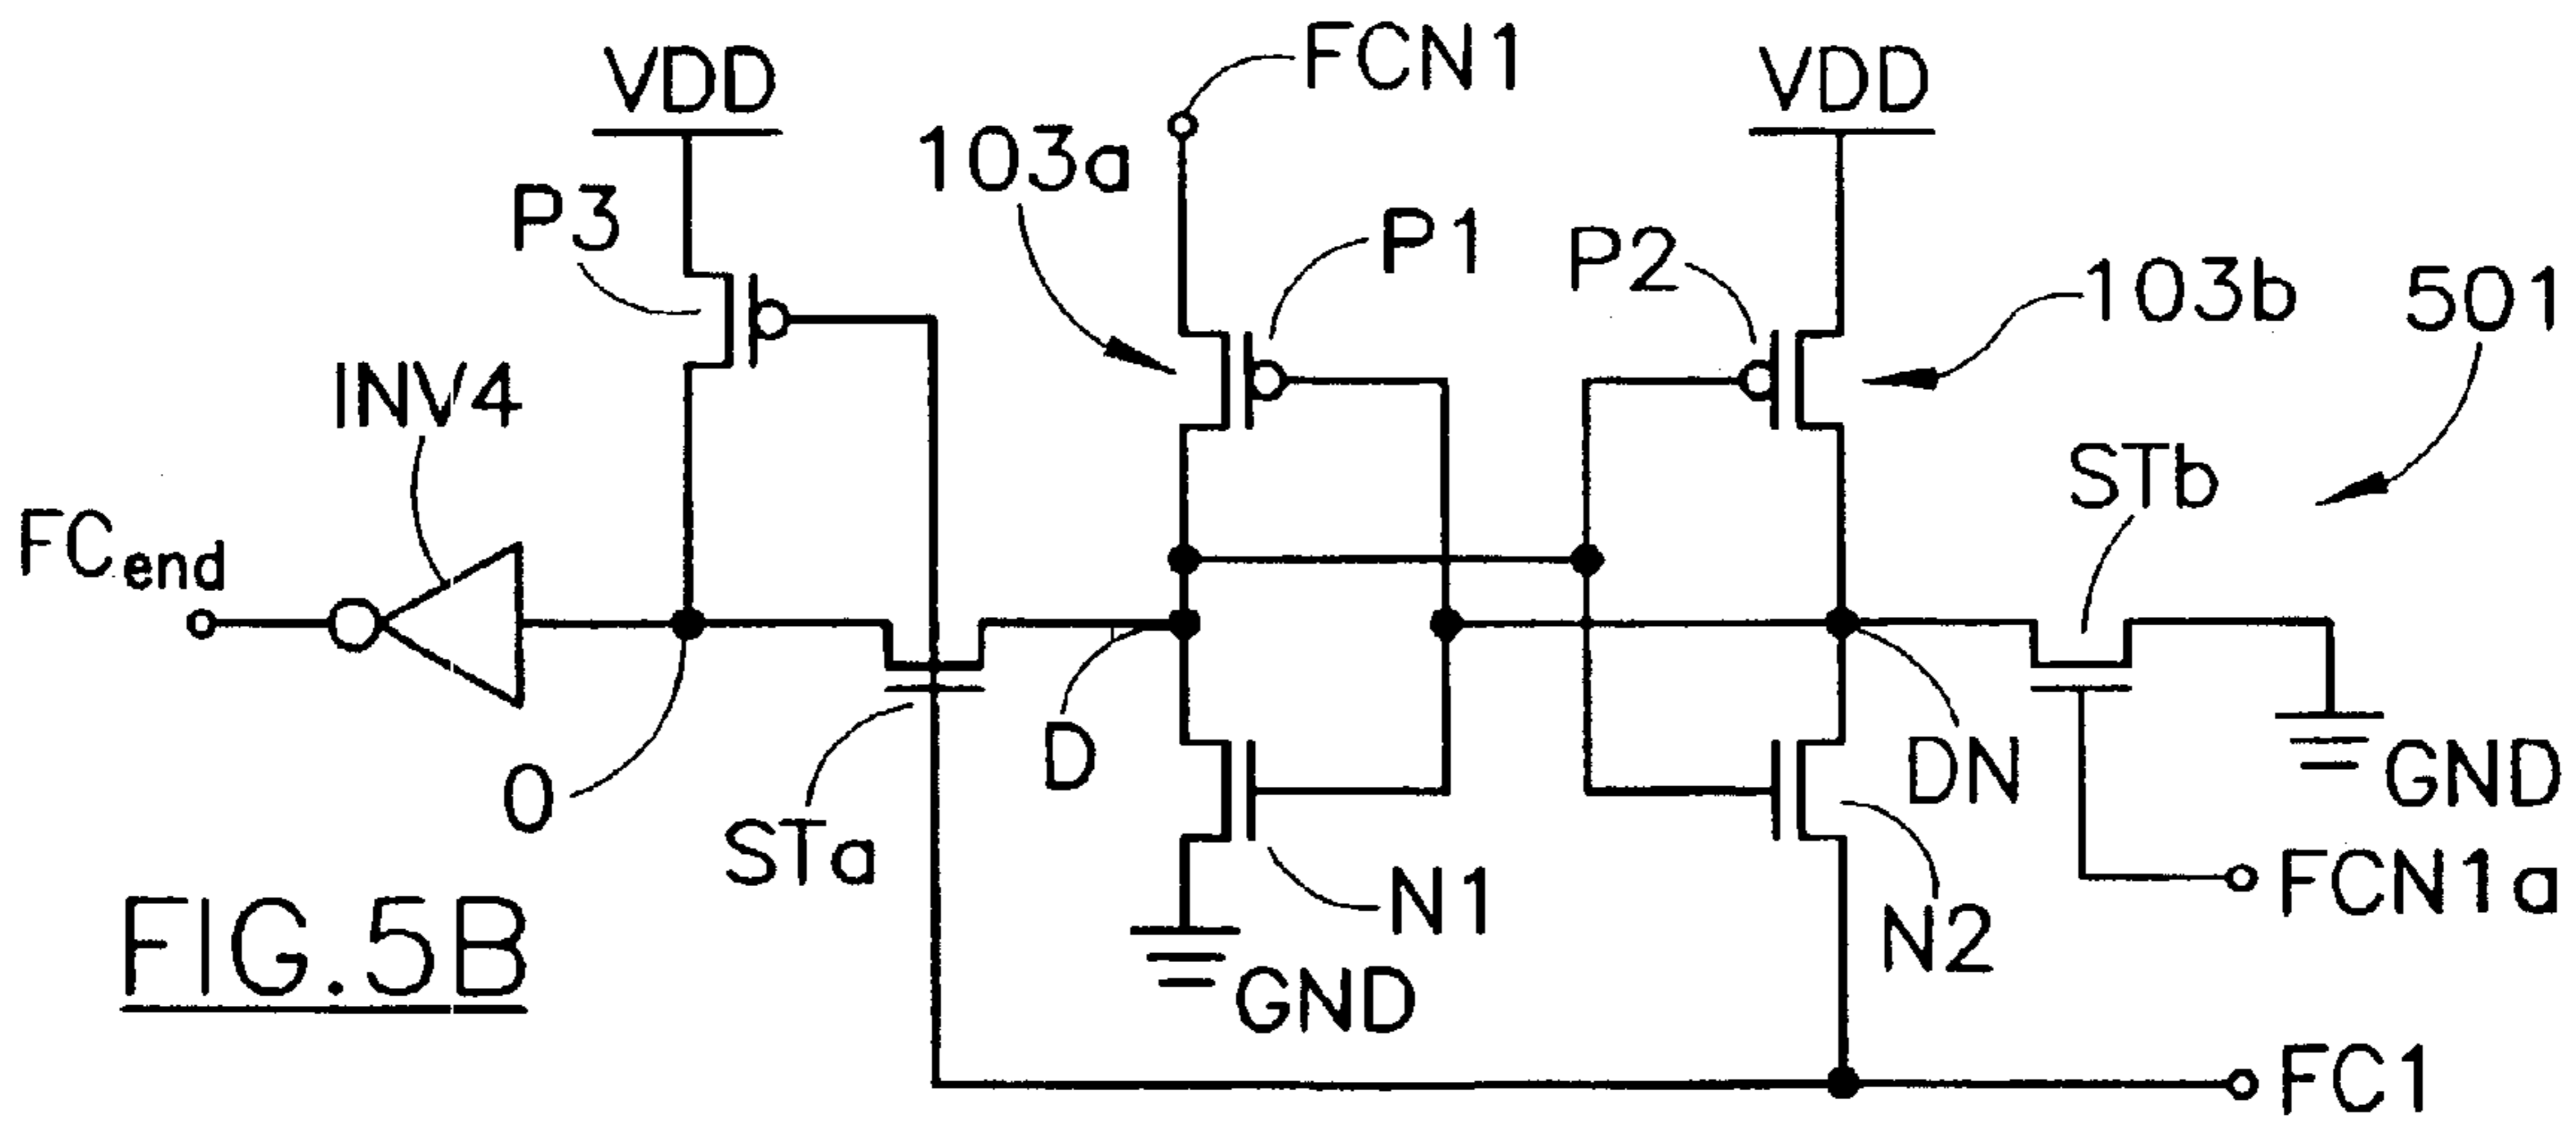 FCN1
VDD
VDD
103a
P3
P1
P2
103b
501
INV4
STb
FCend
D
DN
O
GND
STa
FCN1a
N1
N2
FIG.5B
GND
FC1